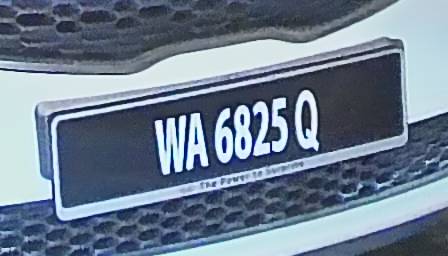 WA 6825 Q
The Power to Surprise